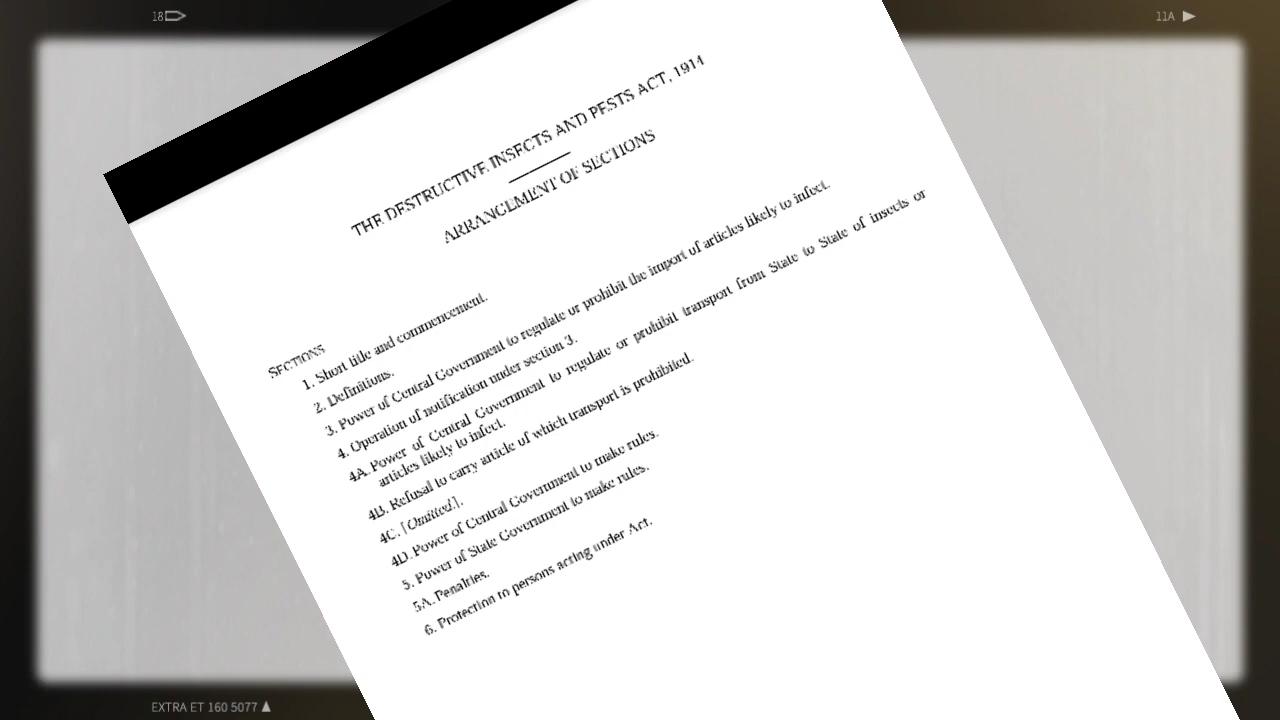 18
11A
THE DESTRUCTIVE INSECTS AND PESTS ACT, 1914
ARRANGEMENT OF SECTIONS
SECTIONS
1. Short title and commencement.
2. Definitions.
3. Power of Central Government to regulate or prohibit the import of articles likely to infect.
4. Operation of notification under section 3.
4A. Power of Central Government to regulate or prohibit transport from State to State of insects or
articles likely to infect.
4B. Refusal to carry article of which transport is prohibited.
4C. [Omitted].
4D. Power of Central Government to make rules.
5. Power of State Government to make rules.
5A. Penalties.
6. Protection to persons acting under Act.
EXTRA ET 160 5077